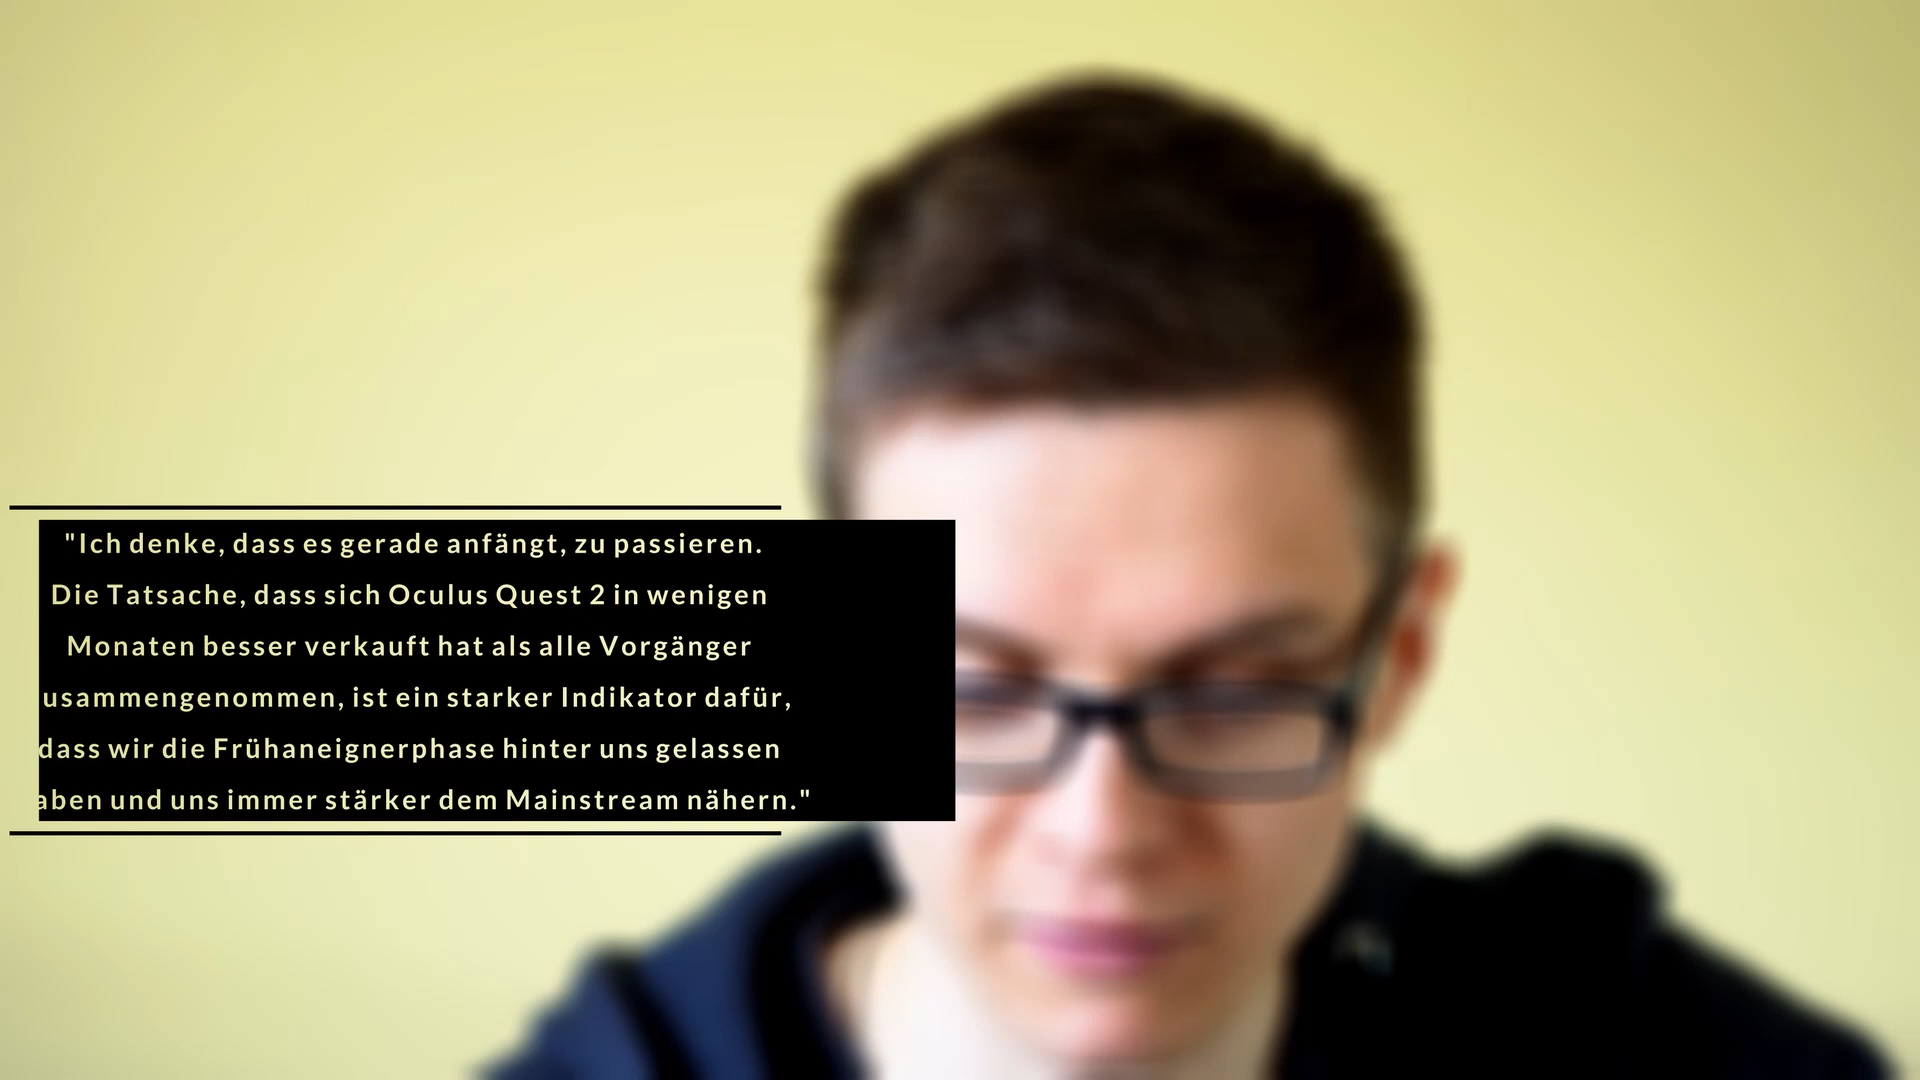 "Ich denke, dass es gerade anfängt, zu passieren.
Die Tatsache, dass sich Oculus Quest 2 in wenigen
Monaten besser verkauft hat als alle Vorgänger
usammengenommen, ist ein starker Indikator dafür,
dass wir die Frühaneignerphase hinter uns gelassen
aben und uns immer stärker dem Mainstream nähern."